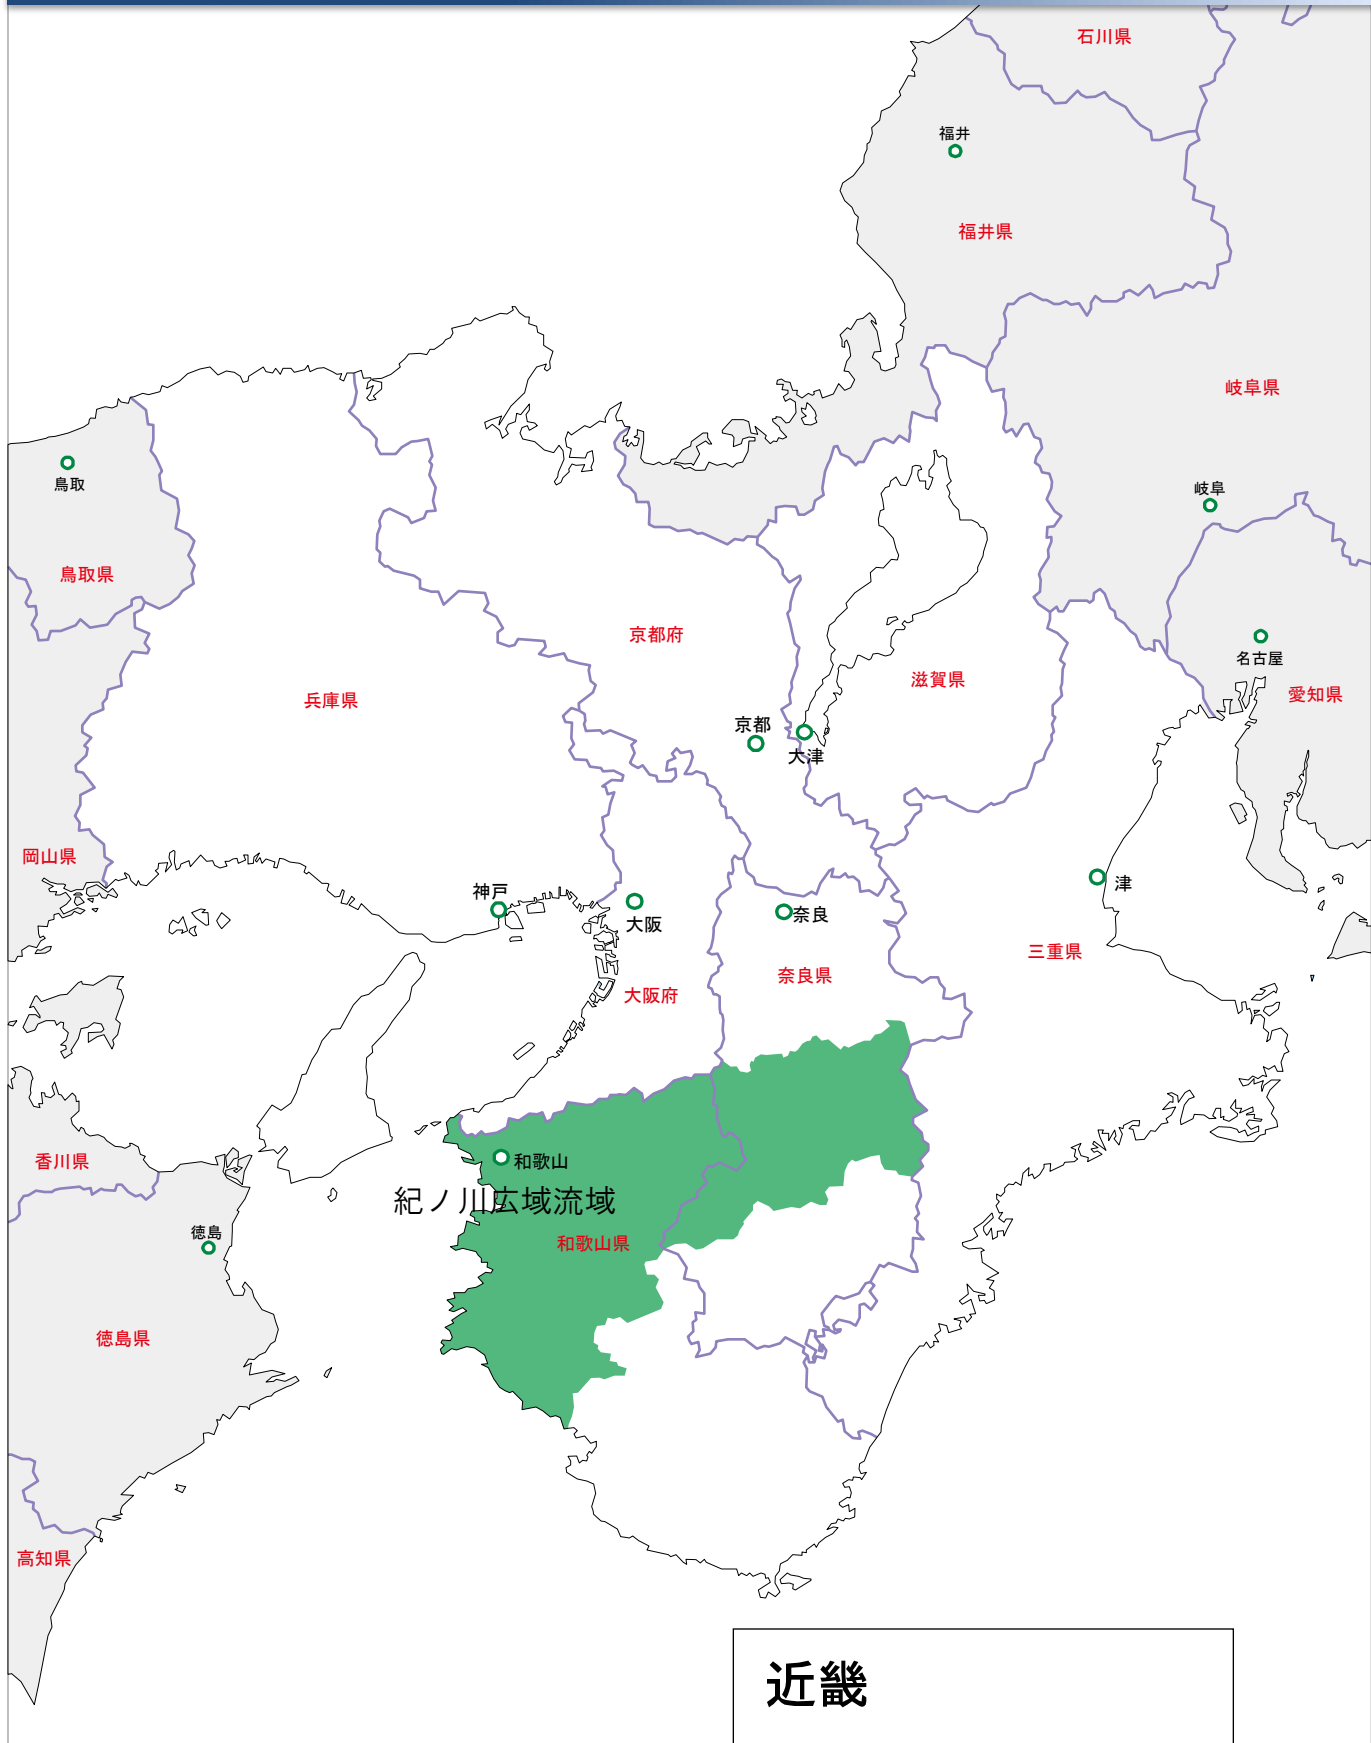 石川県
福井
福井県
岐阜県
鳥取
岐阜
鳥取県
京都府
名古屋
滋賀県
愛知県
兵庫県
京都
大津
岡山県
津
神戸
奈良
大阪
三重県
奈良県
大阪府
香川県
和歌山
紀ノ川広域流域
徳島
和歌山県
徳島県
高知県
近畿